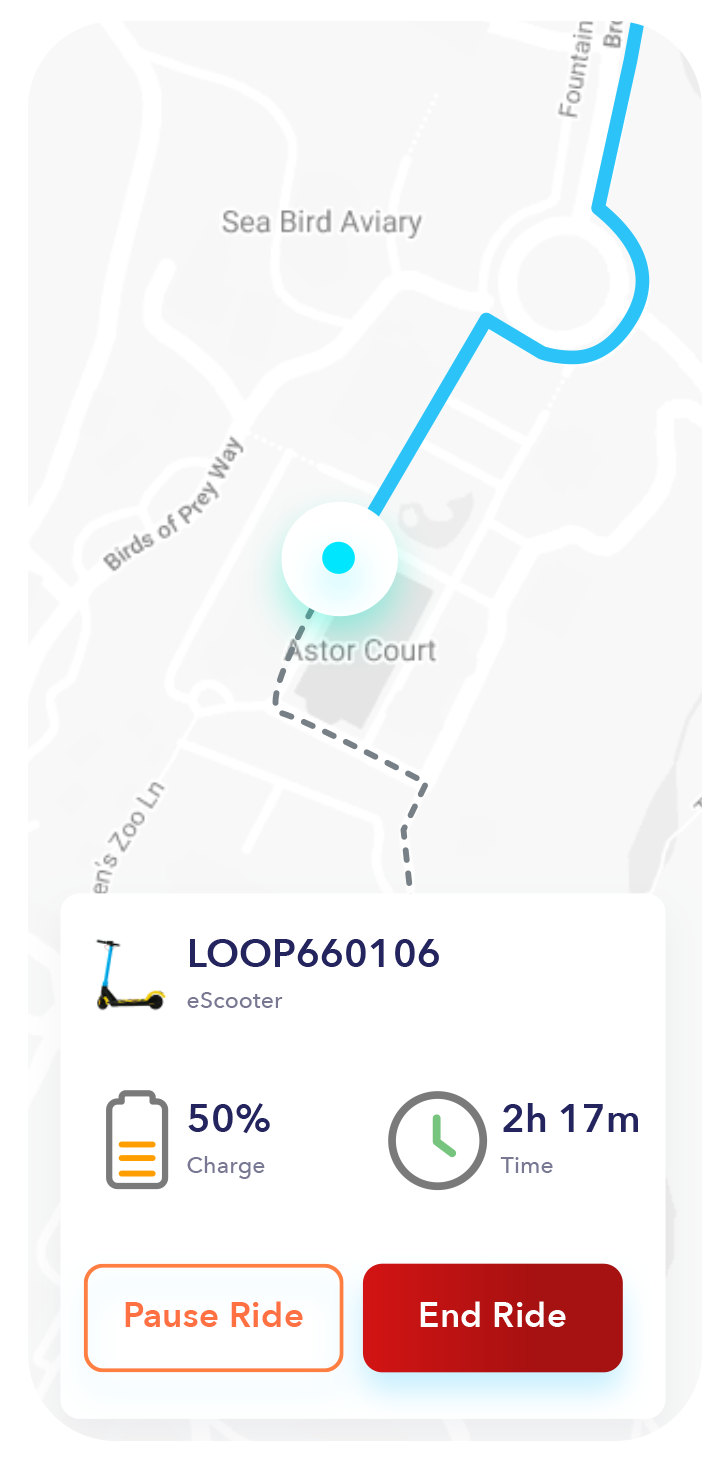 Fountain
Bro
Sea Bird Aviary
Birds of Prey Way
Astor Court
en's Zoo Ln
LOOP660106
eScooter
50%
2h 17m
Charge
Time
Pause Ride
End Ride